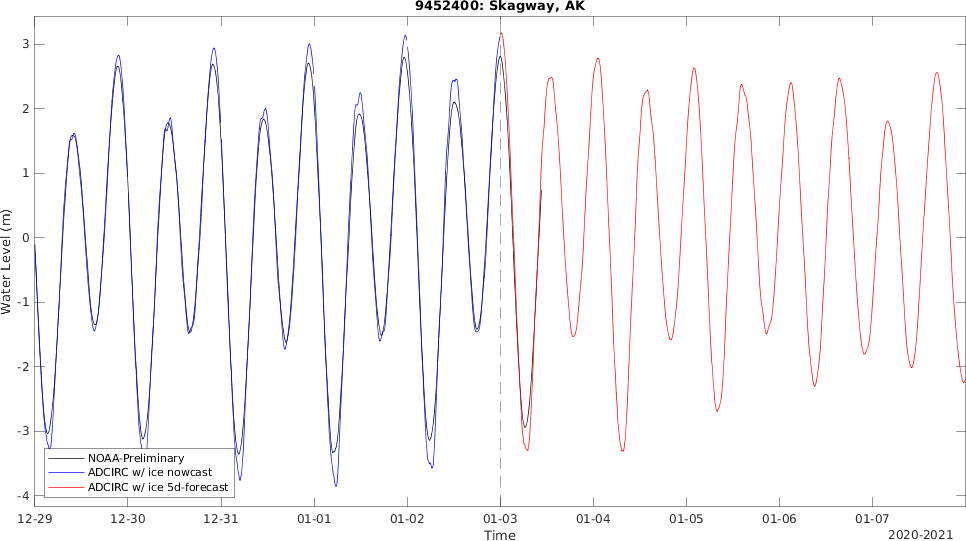 9452400: Skagway, AK
3
2
1
0
-1
-2
-3
-4
Water Level (m)
NOAA-Preliminary
ADCIRC w/ ice nowcast
ADCIRC w/ ice 5d-forecast
12-29 12-30 12-31 01-01 01-02 01-03 01-04 01-05 01-06 01-07
Time
2020-2021